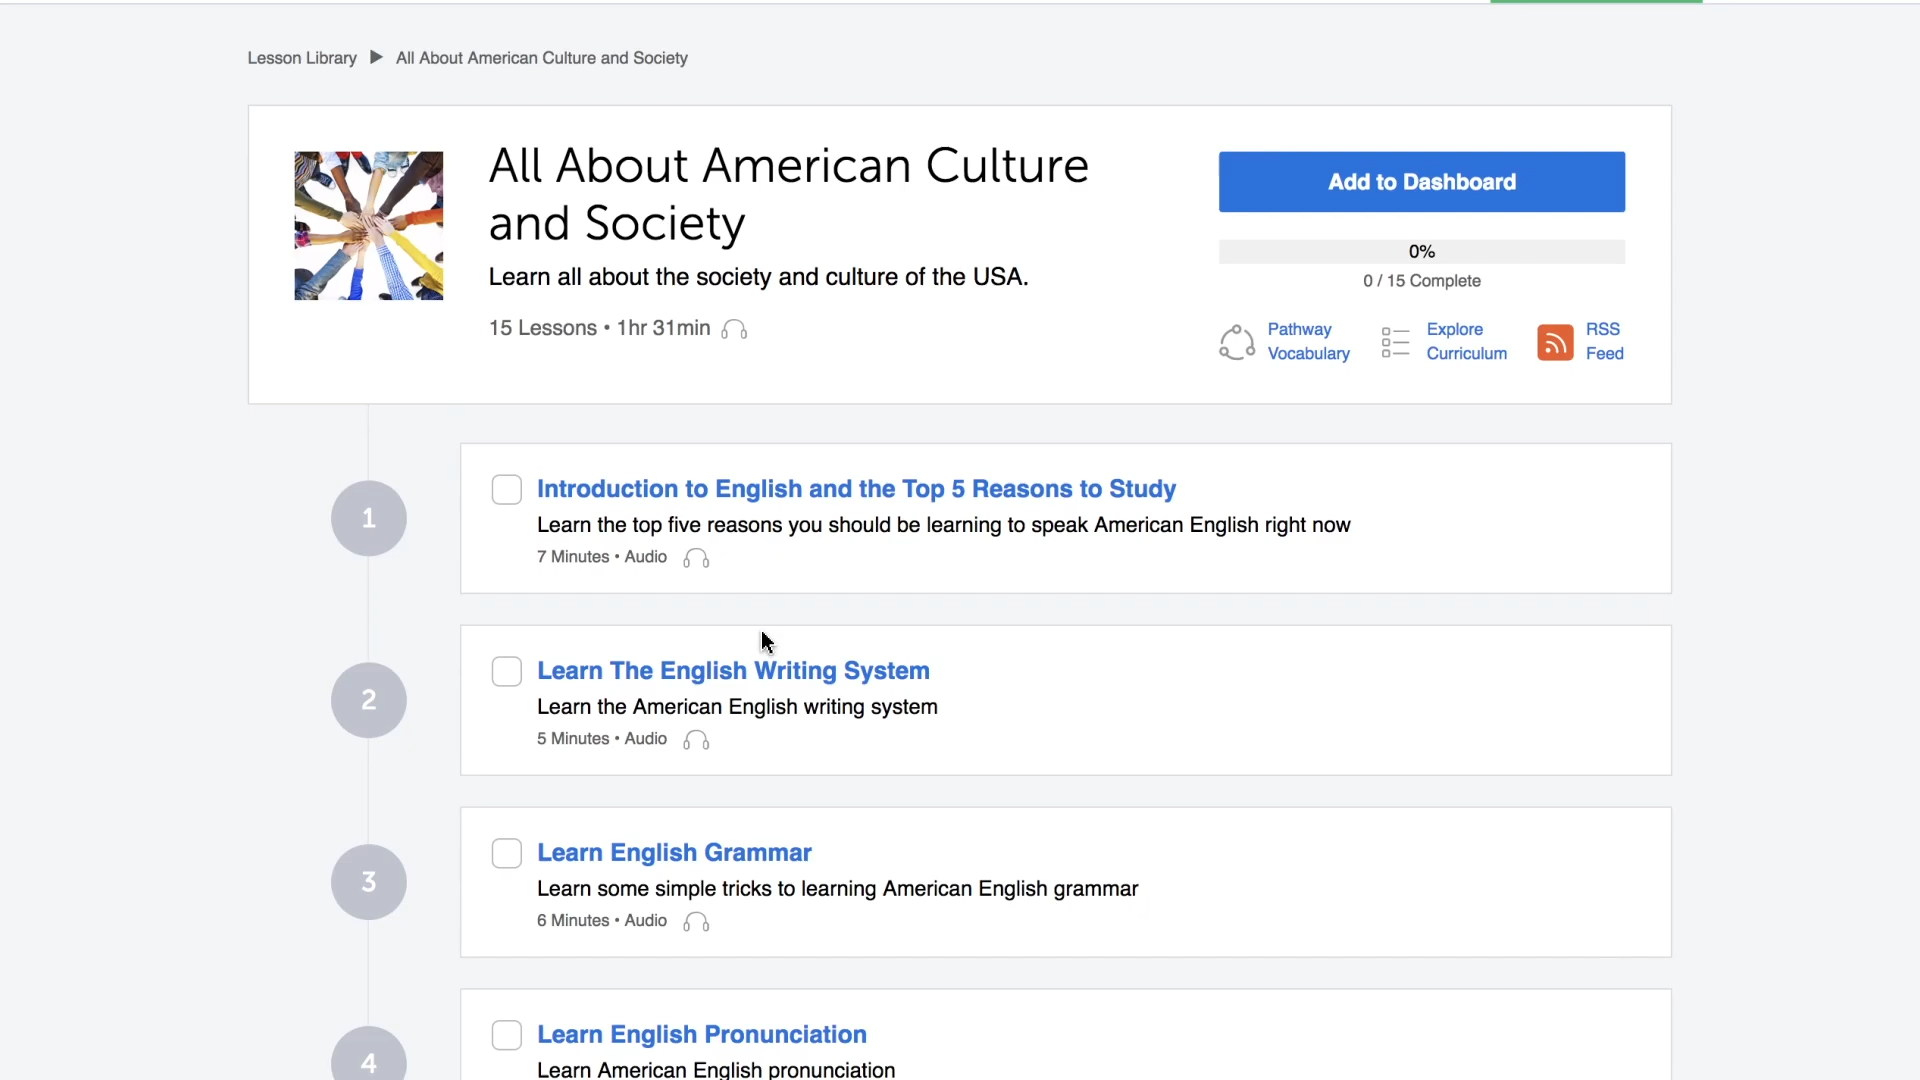 Lesson Library ▶ All About American Culture and Society
All About American Culture
and Society
Learn all about the society and culture of the USA.
15 Lessons • 1hr 31min
Add to Dashboard
0%
0 / 15 Complete
Pathway
Vocabulary
Explore
Curriculum
RSS
Feed
1
Introduction to English and the Top 5 Reasons to Study
Learn the top five reasons you should be learning to speak American English right now
7 Minutes • Audio
2
Learn The English Writing System
Learn the American English writing system
5 Minutes • Audio
3
Learn English Grammar
Learn some simple tricks to learning American English grammar
6 Minutes • Audio
4
Learn English Pronunciation
Learn American English pronunciation